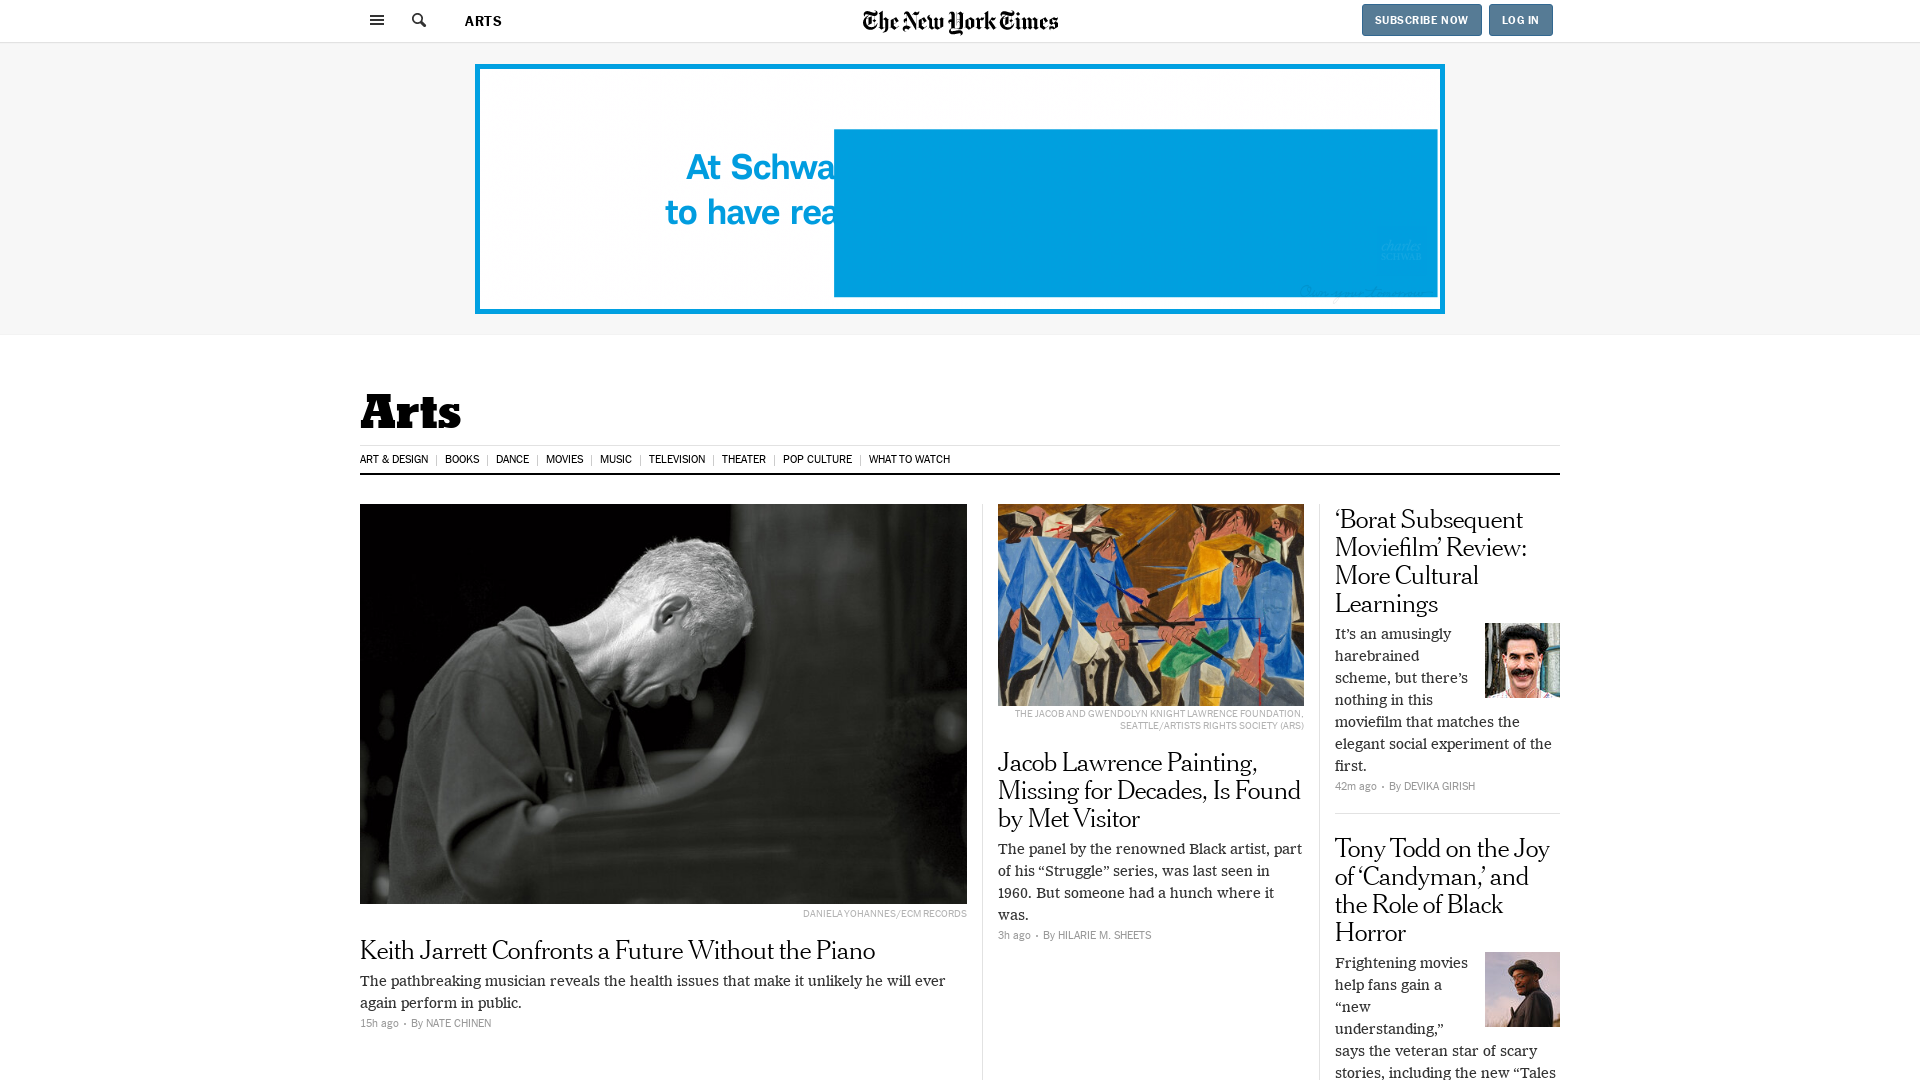 ARTS
The New York Times
SUBSCRIBE NOW
LOG IN
At Schwa
to have rea
charles
SCHWAB
Arts
ART & DESIGN
BOOKS
DANCE
MOVIES
MUSIC
TELEVISION
THEATER
POP CULTURE
WHAT TO WATCH
DANIELA YOHANNES/ECM RECORDS
Keith Jarrett Confronts a Future Without the Piano
The pathbreaking musician reveals the health issues that make it unlikely he will ever
again perform in public.
15h ago • By NATE CHINEN
THE JACOB AND GWENDOLYN KNIGHT LAWRENCE FOUNDATION,
SEATTLE/ARTISTS RIGHTS SOCIETY (ARS)
Jacob Lawrence Painting,
Missing for Decades, Is Found
by Met Visitor
The panel by the renowned Black artist, part
of his “Struggle” series, was last seen in
1960. But someone had a hunch where it
was.
3h ago • By HILARIE M. SHEETS
‘Borat Subsequent
Moviefilm’ Review:
More Cultural
Learnings
It’s an amusingly
harebrained
scheme, but there’s
nothing in this
moviefilm that matches the
elegant social experiment of the
first.
42m ago • By DEVIKA GIRISH
Tony Todd on the Joy
of ‘Candyman,’ and
the Role of Black
Horror
Frightening movies
help fans gain a
“new
understanding,”
says the veteran star of scary
stories, including the new “Tales